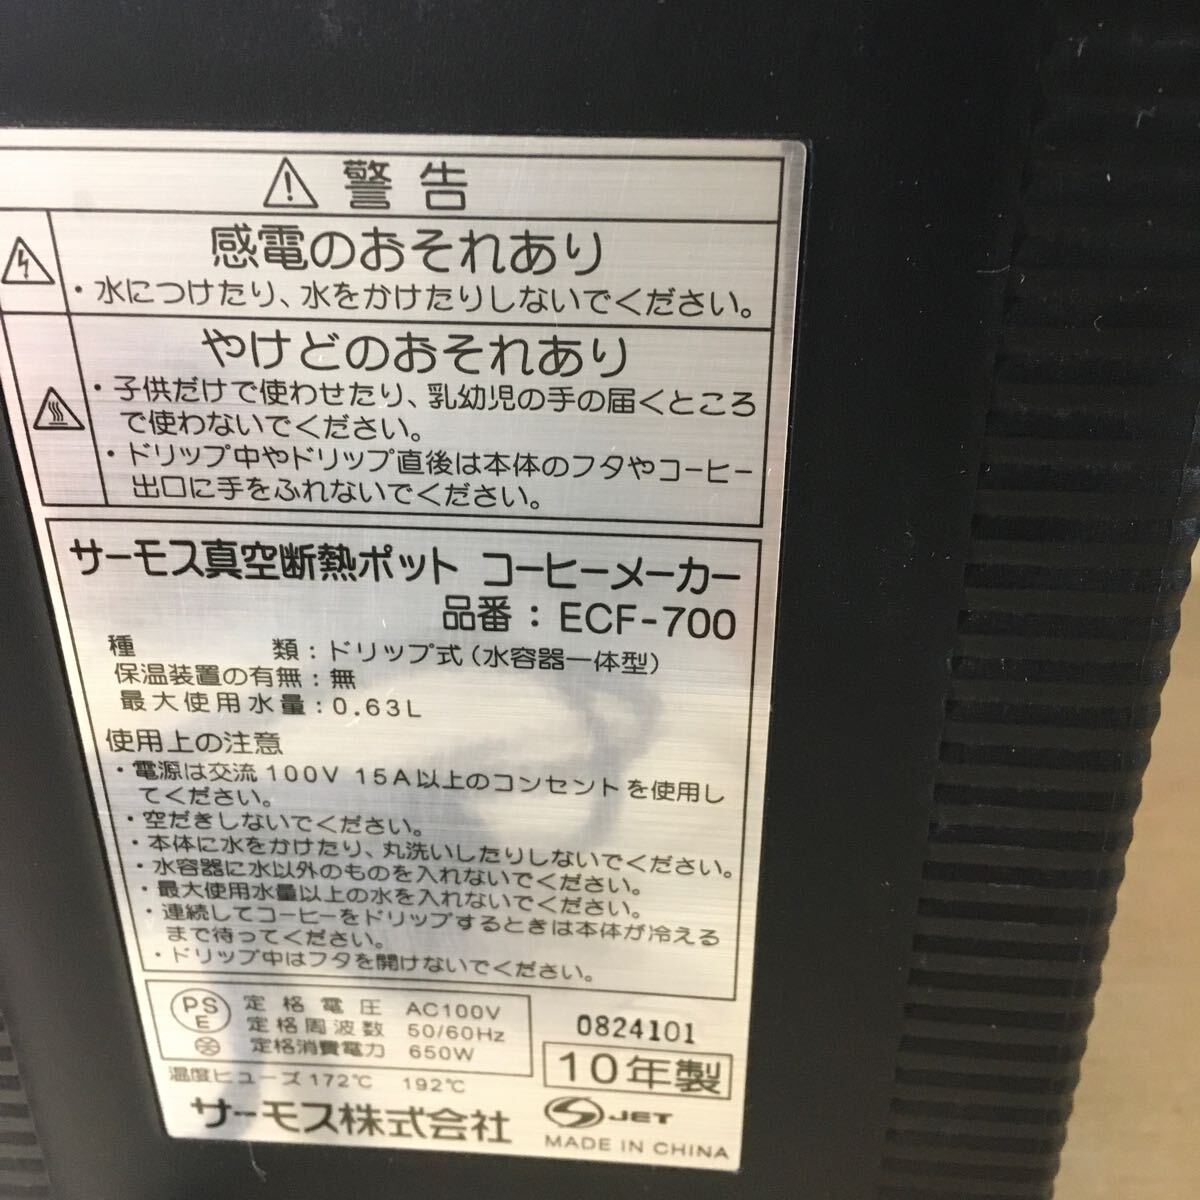 警告
感電のおそれあり
・水につけたり、水をかけたりしないでください。
やけどのおそれあり
・子供だけで使わせたり、乳幼児の手の届くところ
で使わないでください。
・ドリップ中やドリップ直後は本体のフタやコーヒー
出口に手をふれないでください。
サーモス真空断熱ポット コーヒーメーカー
品番：ECF-700
種類：ドリップ式（水容器一体型）
保温装置の有無：無
最大使用水量：0.63L
使用上の注意
・電源は交流100V 15A以上のコンセントを使用し
てください。
・空だきしないでください。
・本体に水をかけたり、丸洗いしたりしないでください。
・水容器に水以外のものを入れないでください。
・最大使用水量以上の水を入れないでください。
・連続してコーヒーをドリップするときは本体が冷える
まで待ってください。
・ドリップ中はフタを開けないでください。
PS
E
定格電圧 AC100V
定格周波数 50/60Hz
定格消費電力 650W
温度ヒューズ172℃ 192℃
サーモス株式会社
0824101
10年製
JET
MADE IN CHINA